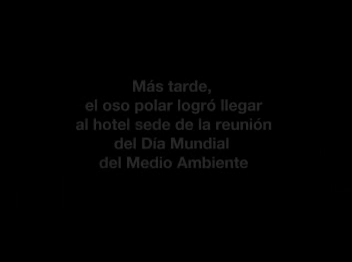 Más tarde,
el oso polar logró llegar
al hotel sede de la reunión
del Día Mundial
del Medio Ambiente